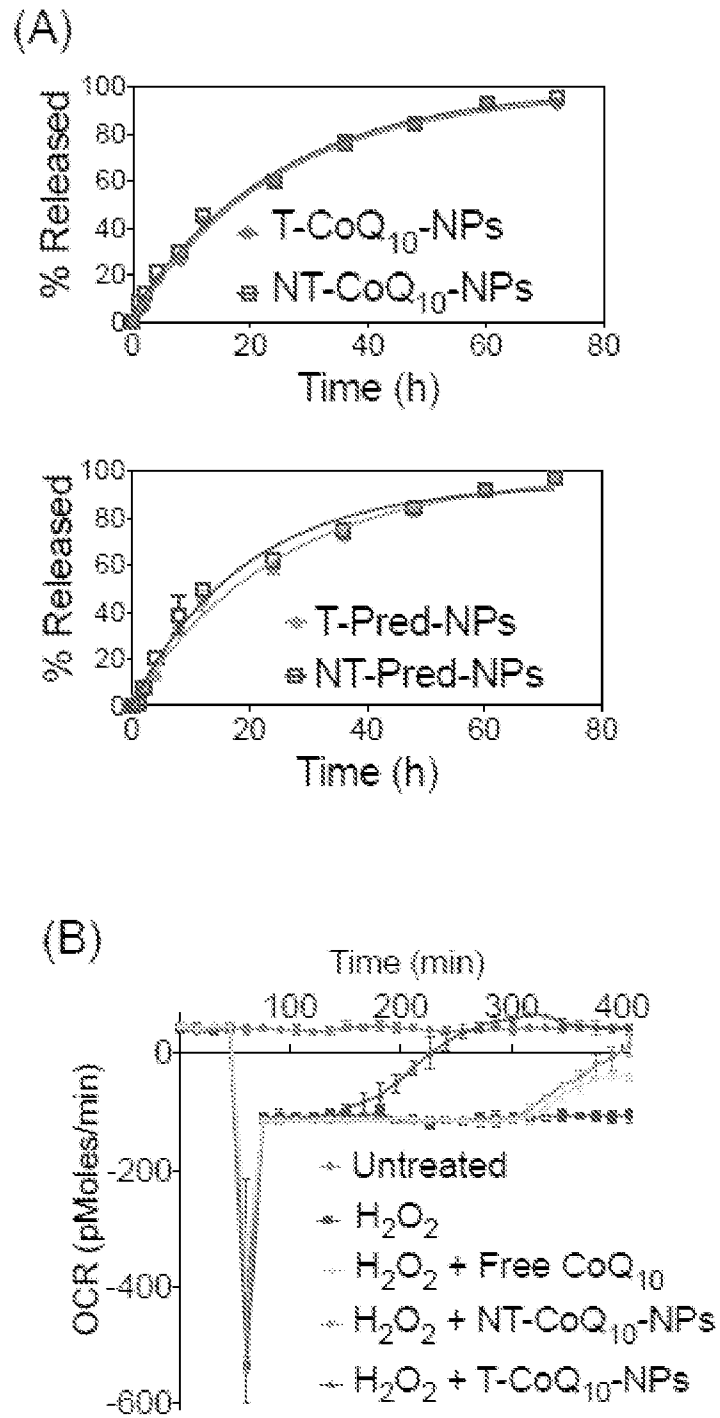 (A)
% Released
100
80
60
40
20
0
T-CoQ10-NPs
NT-CoQ10-NPs
0 20 40 60 80
Time (h)
% Released
100
80
60
40
20
0
T-Pred-NPs
NT-Pred-NPs
0 20 40 60 80
Time (h)
(B)
Time (min)
100 200 300 400
OCR (pMoles/min)
0
-200
-400
-600
Untreated
H2O2
H2O2 + Free CoQ10
H2O2 + NT-CoQ10-NPs
H2O2 + T-CoQ10-NPs